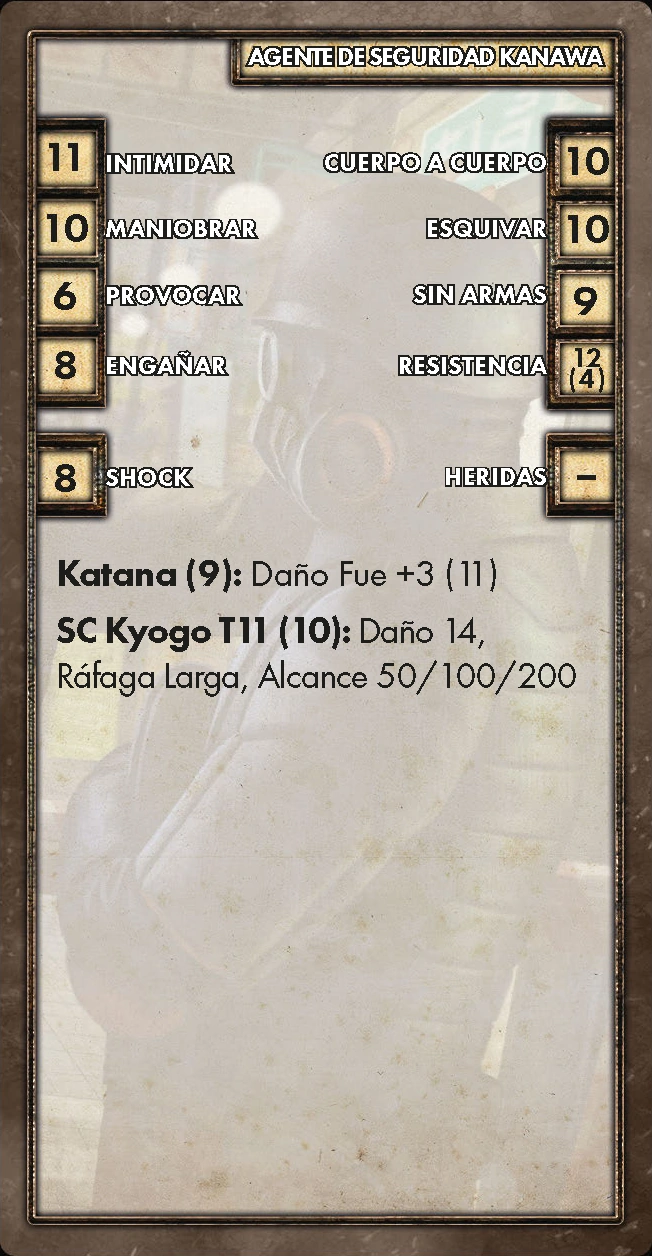 AGENTE DE SEGURIDAD KANAWA
11 INTIMIDAR CUERPO A CUERPO 10
10 MANIOBRAR ESQUIVAR 10
6 PROVOCAR SIN ARMAS 9
8 ENGAÑAR RESISTENCIA 12
(4)
8 SHOCK HERIDAS –
Katana (9): Daño Fue +3 (11)
SC Kyogo T11 (10): Daño 14,
Ráfaga Larga, Alcance 50/100/200